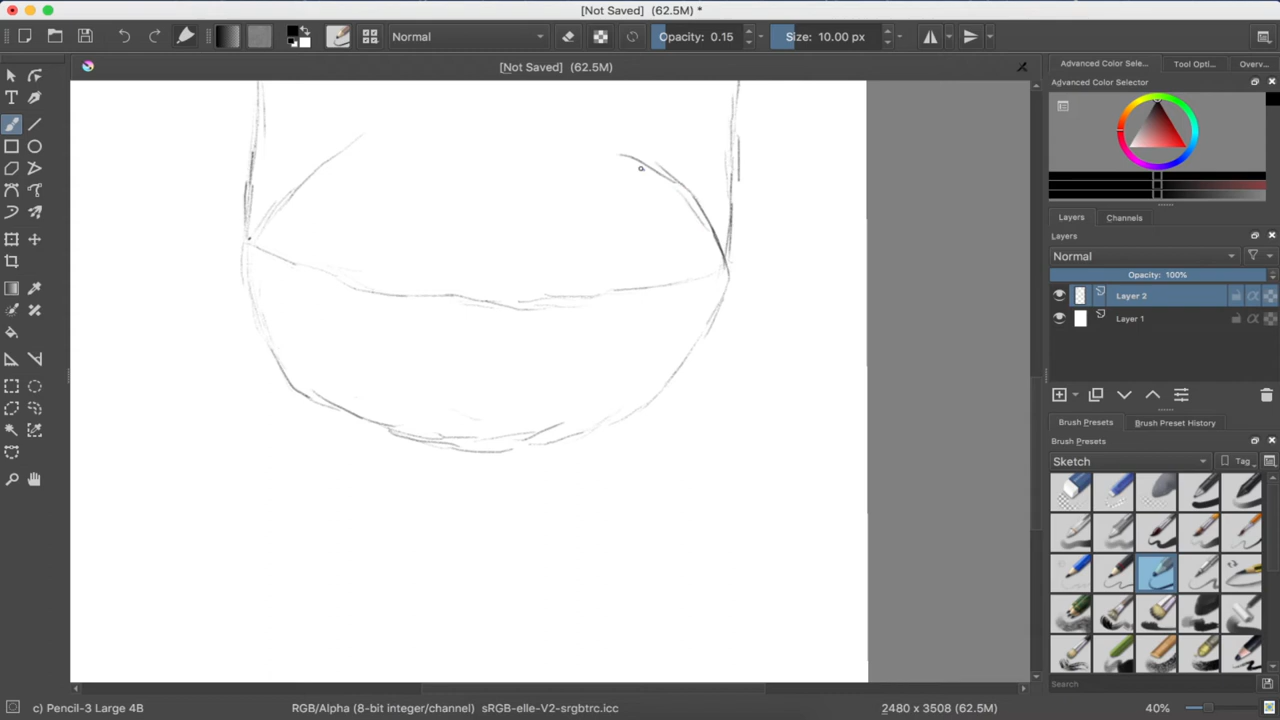 [Not Saved] (62.5M) *
Normal
Opacity: 0.15
Size: 10.00 px
[Not Saved] (62.5M)
Advanced Color Sele...
Tool Opti...
Overv...
Advanced Color Selector
Layers
Channels
Layers
Normal
Opacity: 100%
Layer 2
Layer 1
Brush Presets
Brush Preset History
Brush Presets
Sketch
Tag
Search
c) Pencil-3 Large 4B
RGB/Alpha (8-bit integer/channel) sRGB-elle-V2-srgbtrc.icc
2480 x 3508 (62.5M)
40%